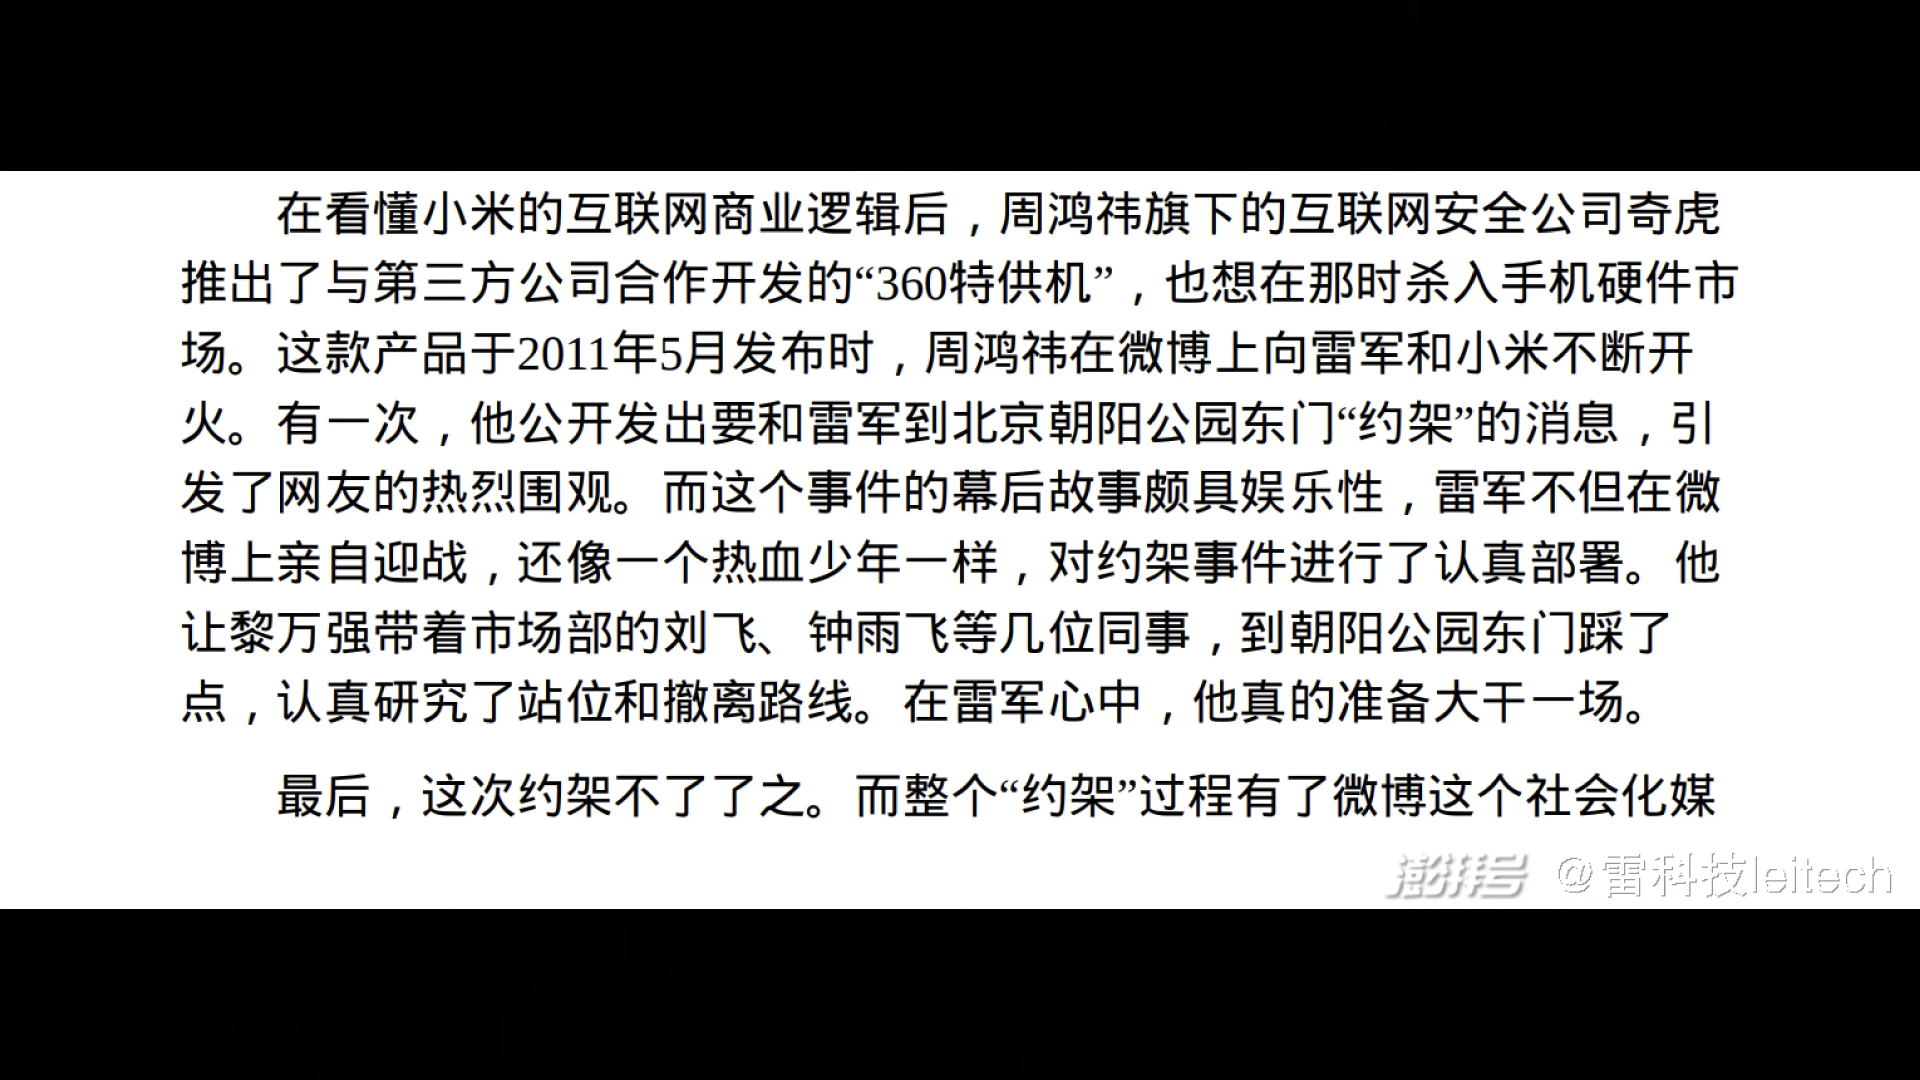 在看懂小米的互联网商业逻辑后，周鸿祎旗下的互联网安全公司奇虎
推出了与第三方公司合作开发的“360特供机”，也想在那时杀入手机硬件市
场。这款产品于2011年5月发布时，周鸿祎在微博上向雷军和小米不断开
火。有一次，他公开发出要和雷军到北京朝阳公园东门“约架”的消息，引
发了网友的热烈围观。而这个事件的幕后故事颇具娱乐性，雷军不但在微
博上亲自迎战，还像一个热血少年一样，对约架事件进行了认真部署。他
让黎万强带着市场部的刘飞、钟雨飞等几位同事，到朝阳公园东门踩了
点，认真研究了站位和撤离路线。在雷军心中，他真的准备大干一场。
最后，这次约架不了了之。而整个“约架”过程有了微博这个社会化媒
澎湃号 @雷科技leitech